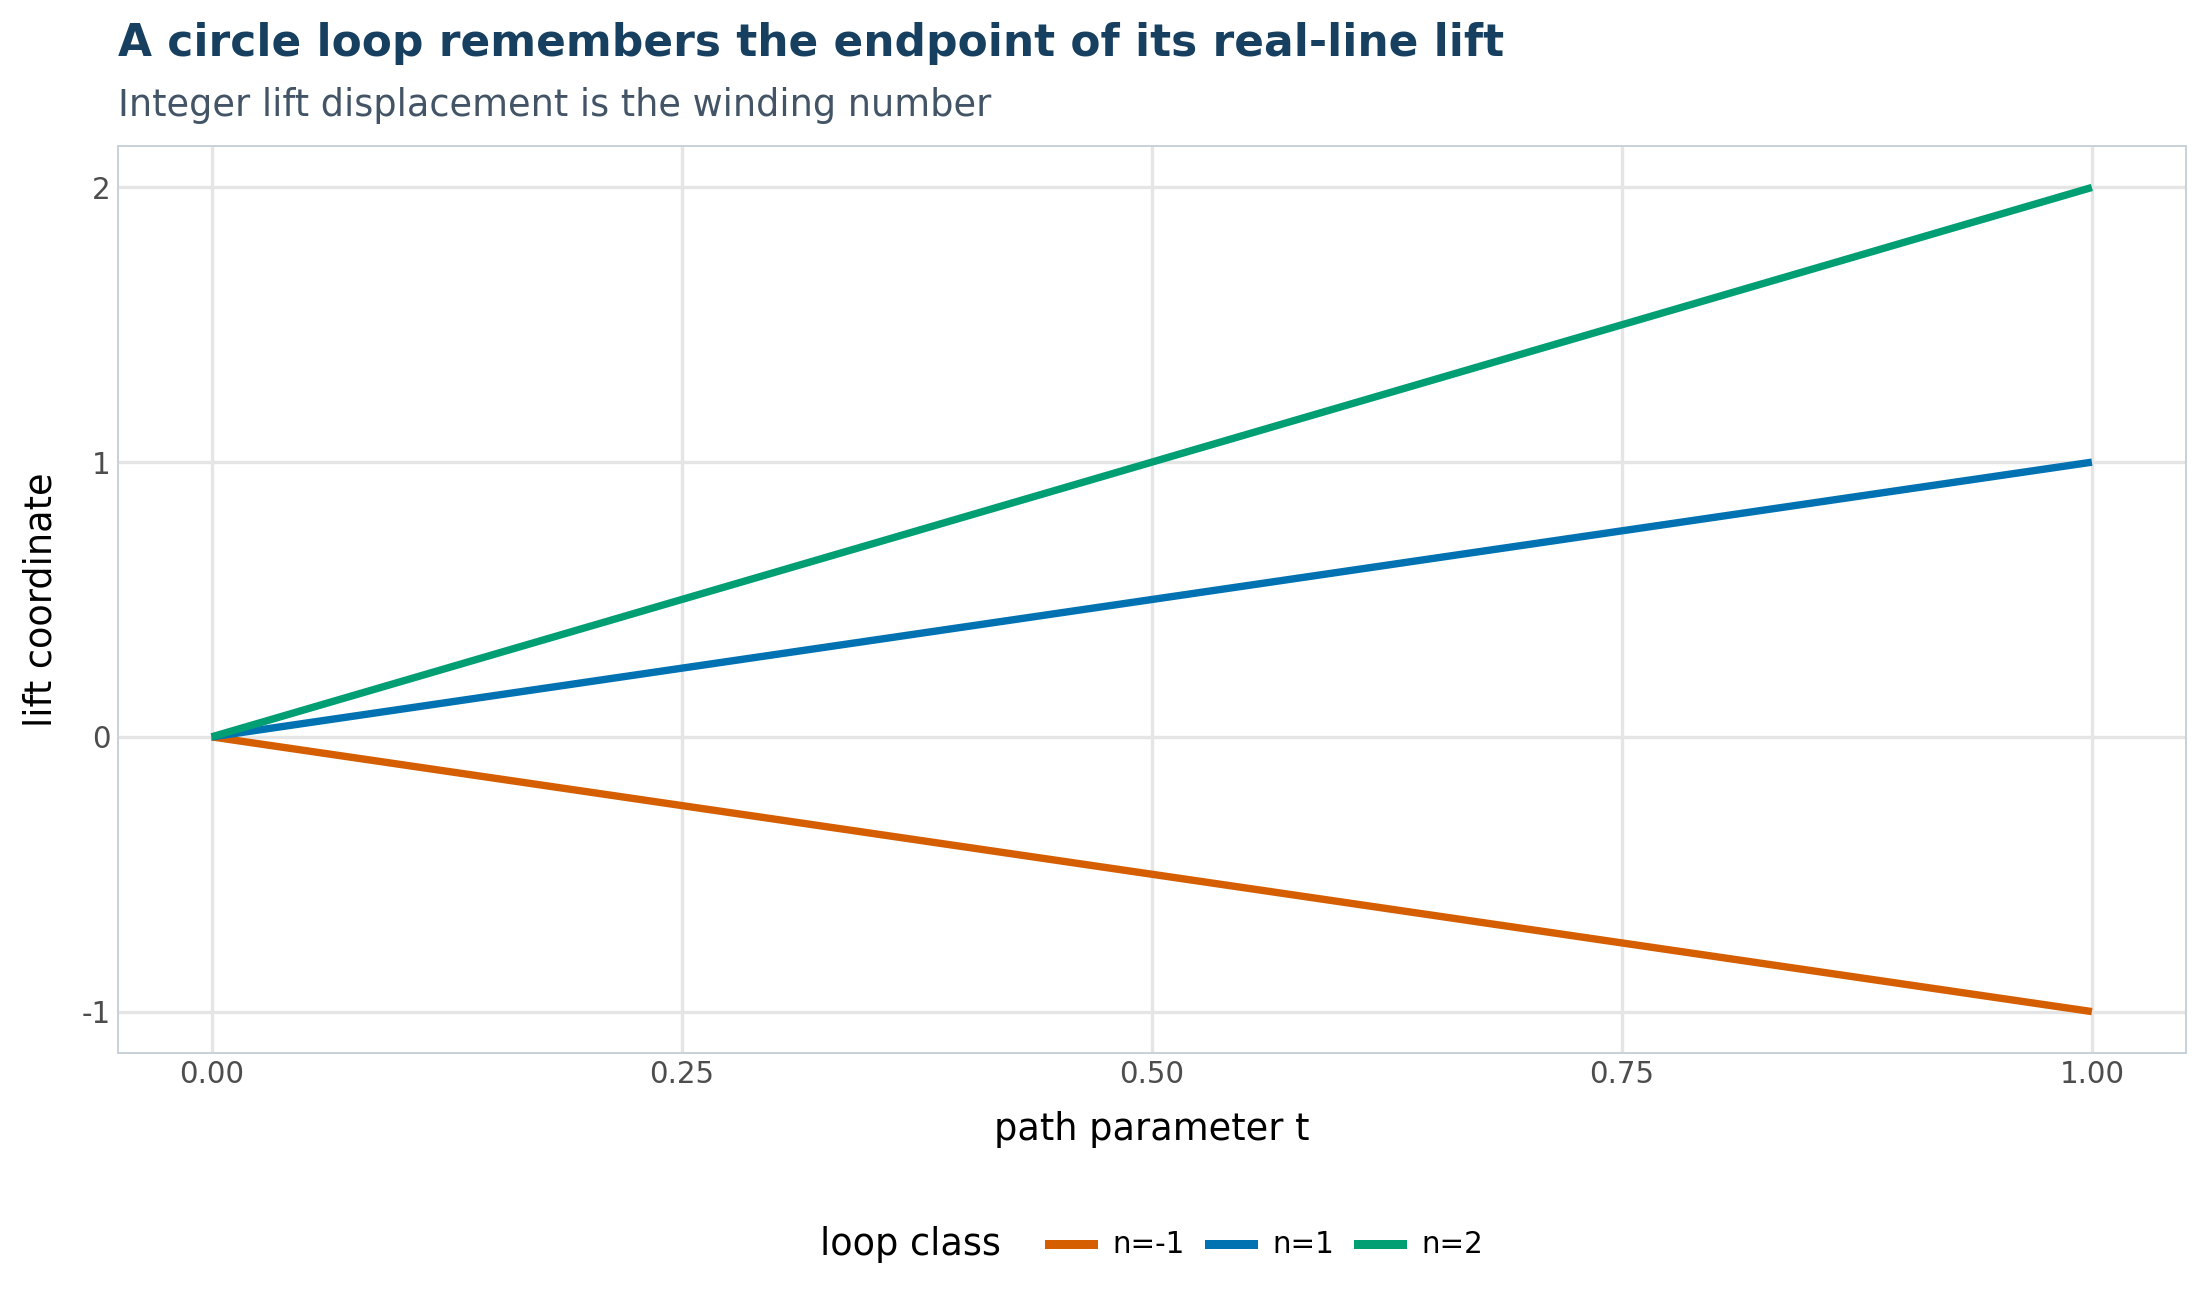 A circle loop remembers the endpoint of its real-line lift
Integer lift displacement is the winding number
lift coordinate
2
1
0
-1
0.00 0.25 0.50 0.75 1.00
path parameter t
loop class n=-1 n=1 n=2